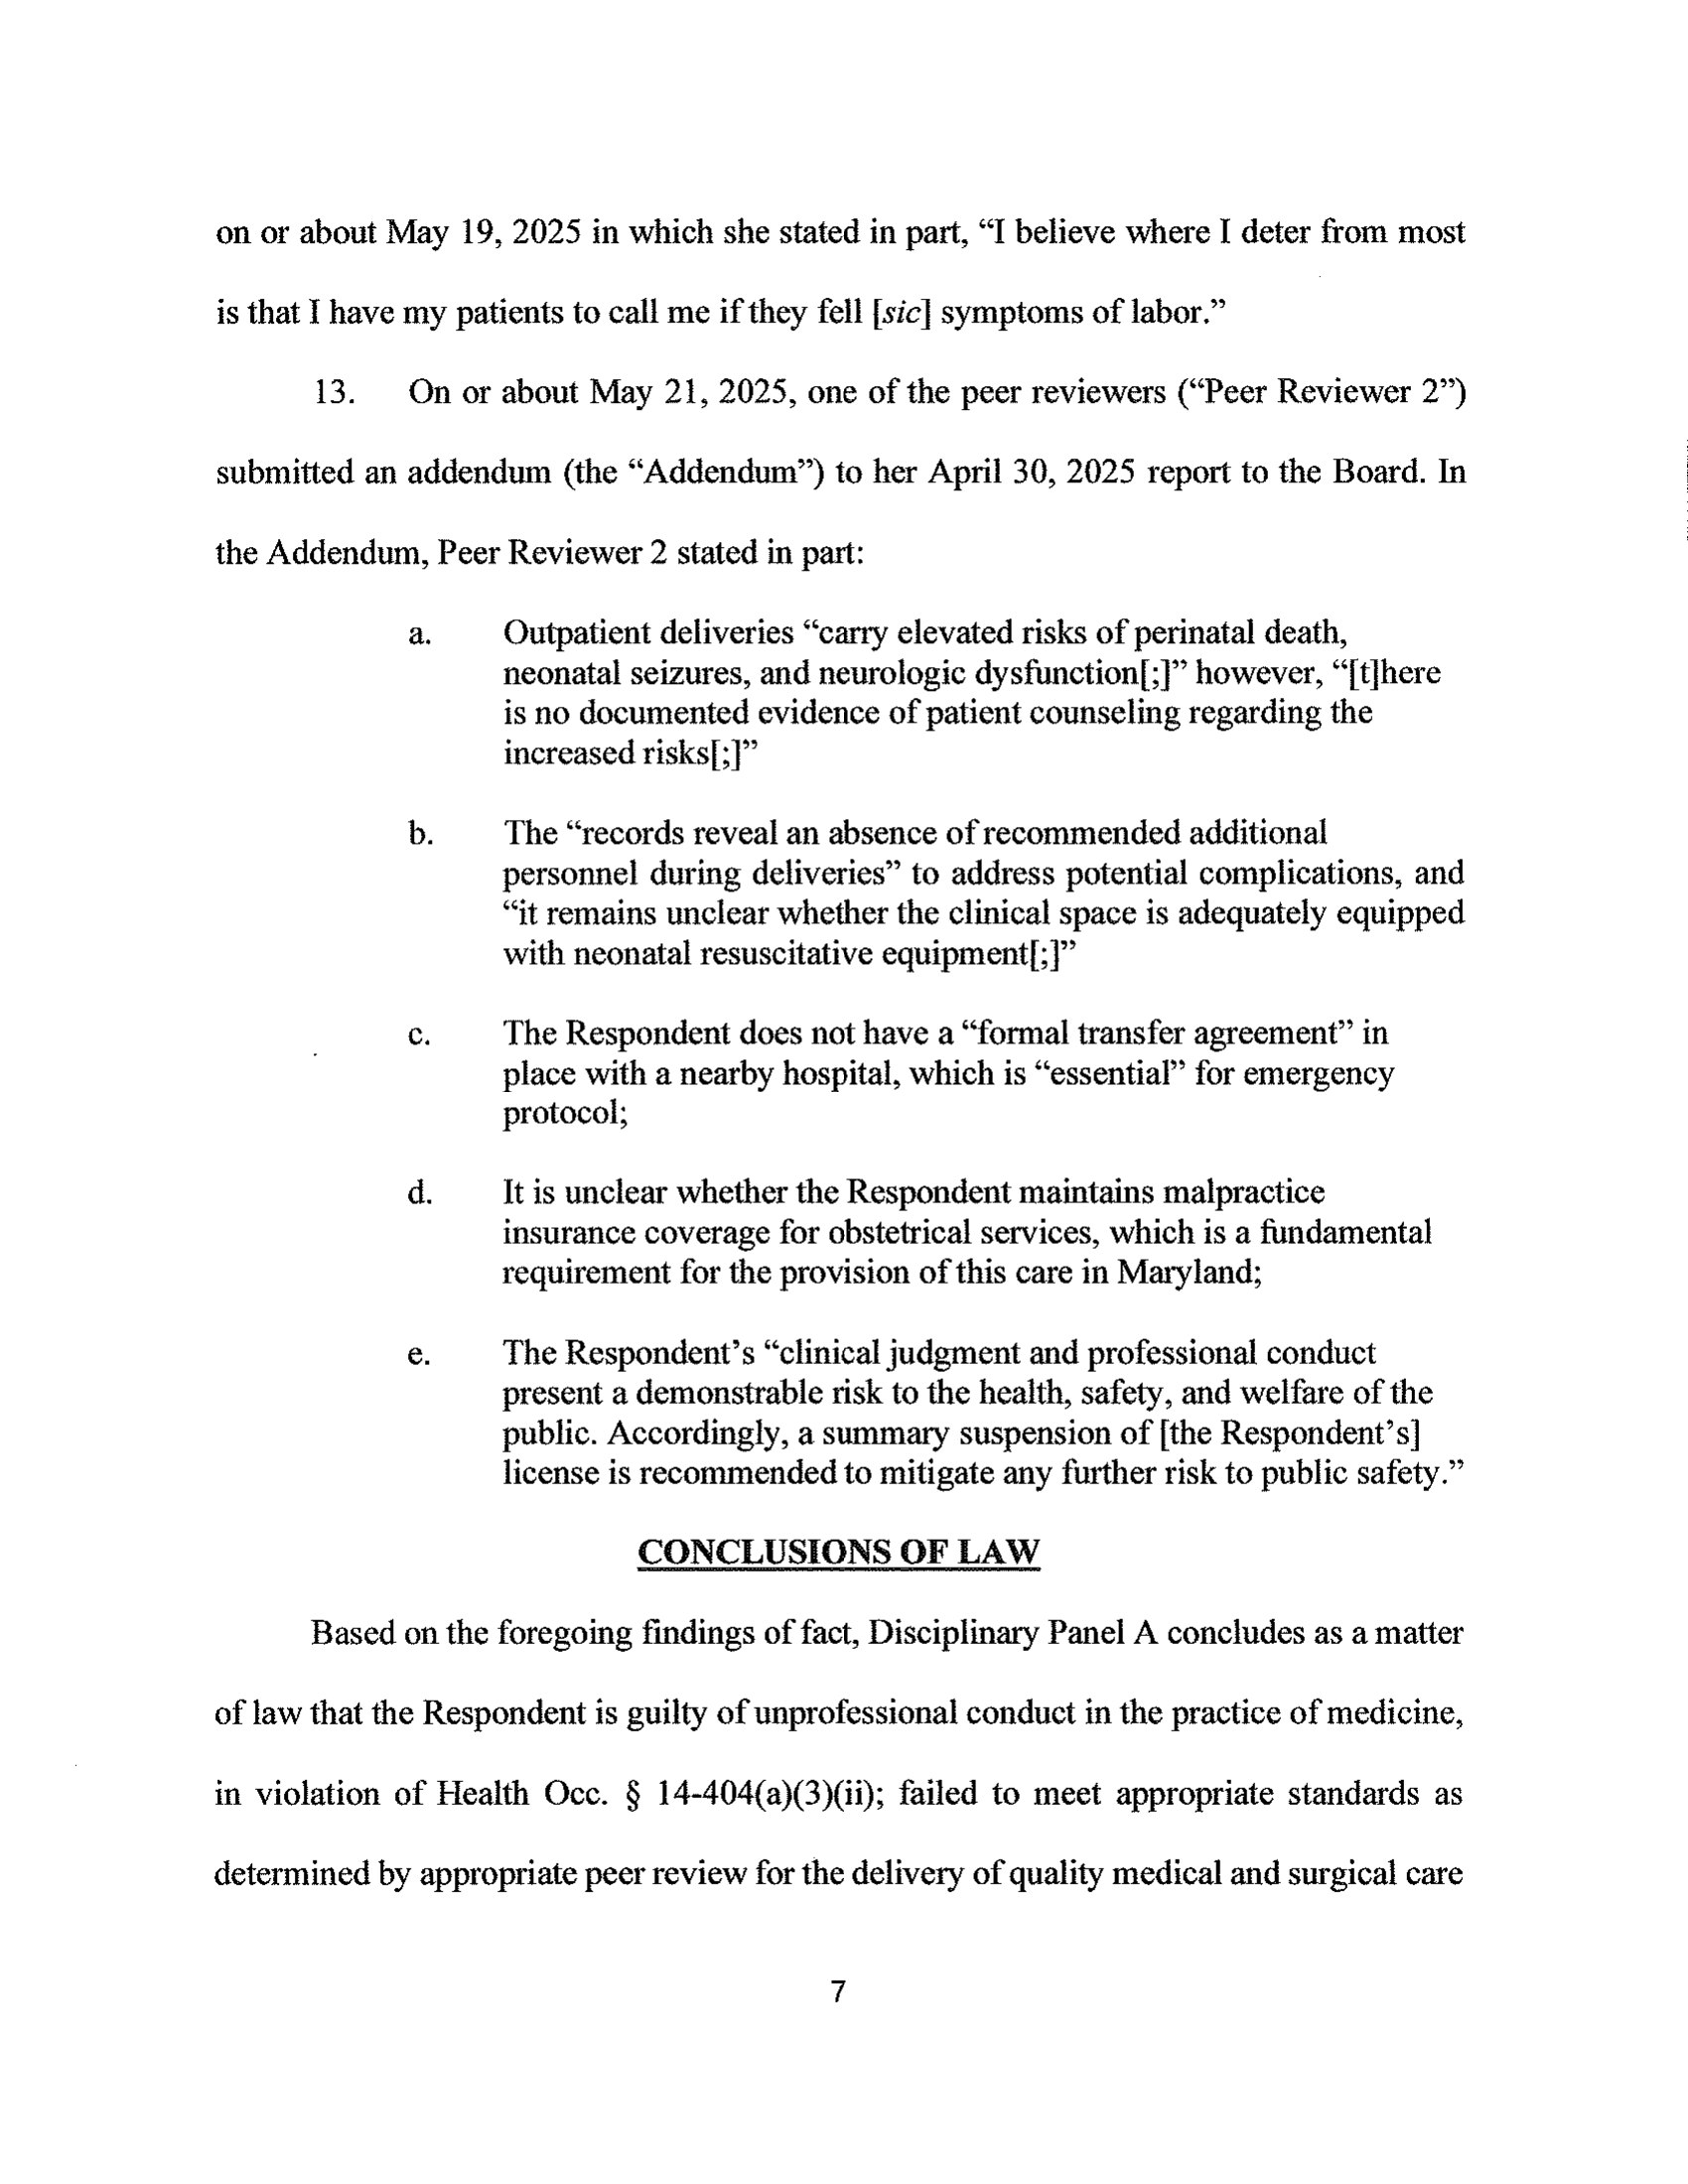 on or about May 19, 2025 in which she stated in part, “I believe where I deter from most
is that I have my patients to call me if they fell [sic] symptoms of labor.”
13. On or about May 21, 2025, one of the peer reviewers (“Peer Reviewer 2”)
submitted an addendum (the “Addendum”) to her April 30, 2025 report to the Board. In
the Addendum, Peer Reviewer 2 stated in part:
a. Outpatient deliveries “carry elevated risks of perinatal death,
neonatal seizures, and neurologic dysfunction[;]” however, “[t]here
is no documented evidence of patient counseling regarding the
increased risks[;]”
b. The “records reveal an absence of recommended additional
personnel during deliveries” to address potential complications, and
“it remains unclear whether the clinical space is adequately equipped
with neonatal resuscitative equipment[;]”
c. The Respondent does not have a “formal transfer agreement” in
place with a nearby hospital, which is “essential” for emergency
protocol;
d. It is unclear whether the Respondent maintains malpractice
insurance coverage for obstetrical services, which is a fundamental
requirement for the provision of this care in Maryland;
e. The Respondent’s “clinical judgment and professional conduct
present a demonstrable risk to the health, safety, and welfare of the
public. Accordingly, a summary suspension of [the Respondent’s]
license is recommended to mitigate any further risk to public safety.”
CONCLUSIONS OF LAW
Based on the foregoing findings of fact, Disciplinary Panel A concludes as a matter
of law that the Respondent is guilty of unprofessional conduct in the practice of medicine,
in violation of Health Occ. § 14-404(a)(3)(ii); failed to meet appropriate standards as
determined by appropriate peer review for the delivery of quality medical and surgical care
7